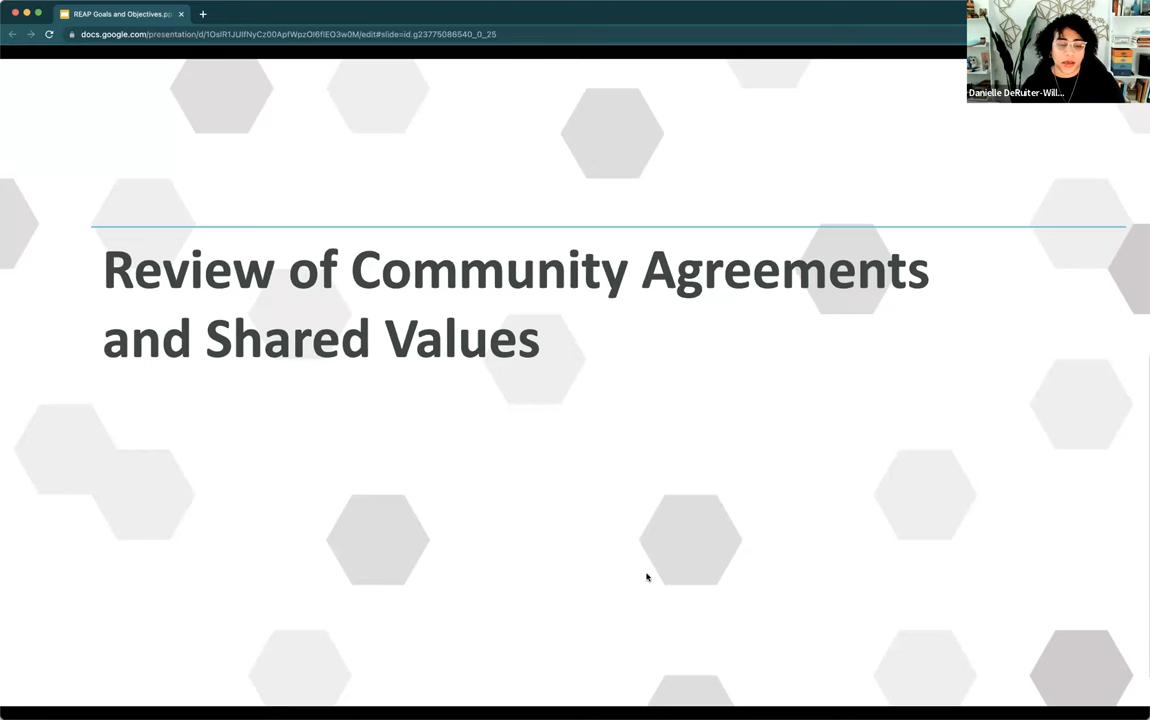 REAP Goals and Objectives.pp
docs.google.com/presentation/d/1OslR1JUlfNyCz00ApfWpzOl6flEO3w0M/edit#slide=id.g23775086540_0_25
Danielle DeRuiter-Will...
Review of Community Agreements
and Shared Values